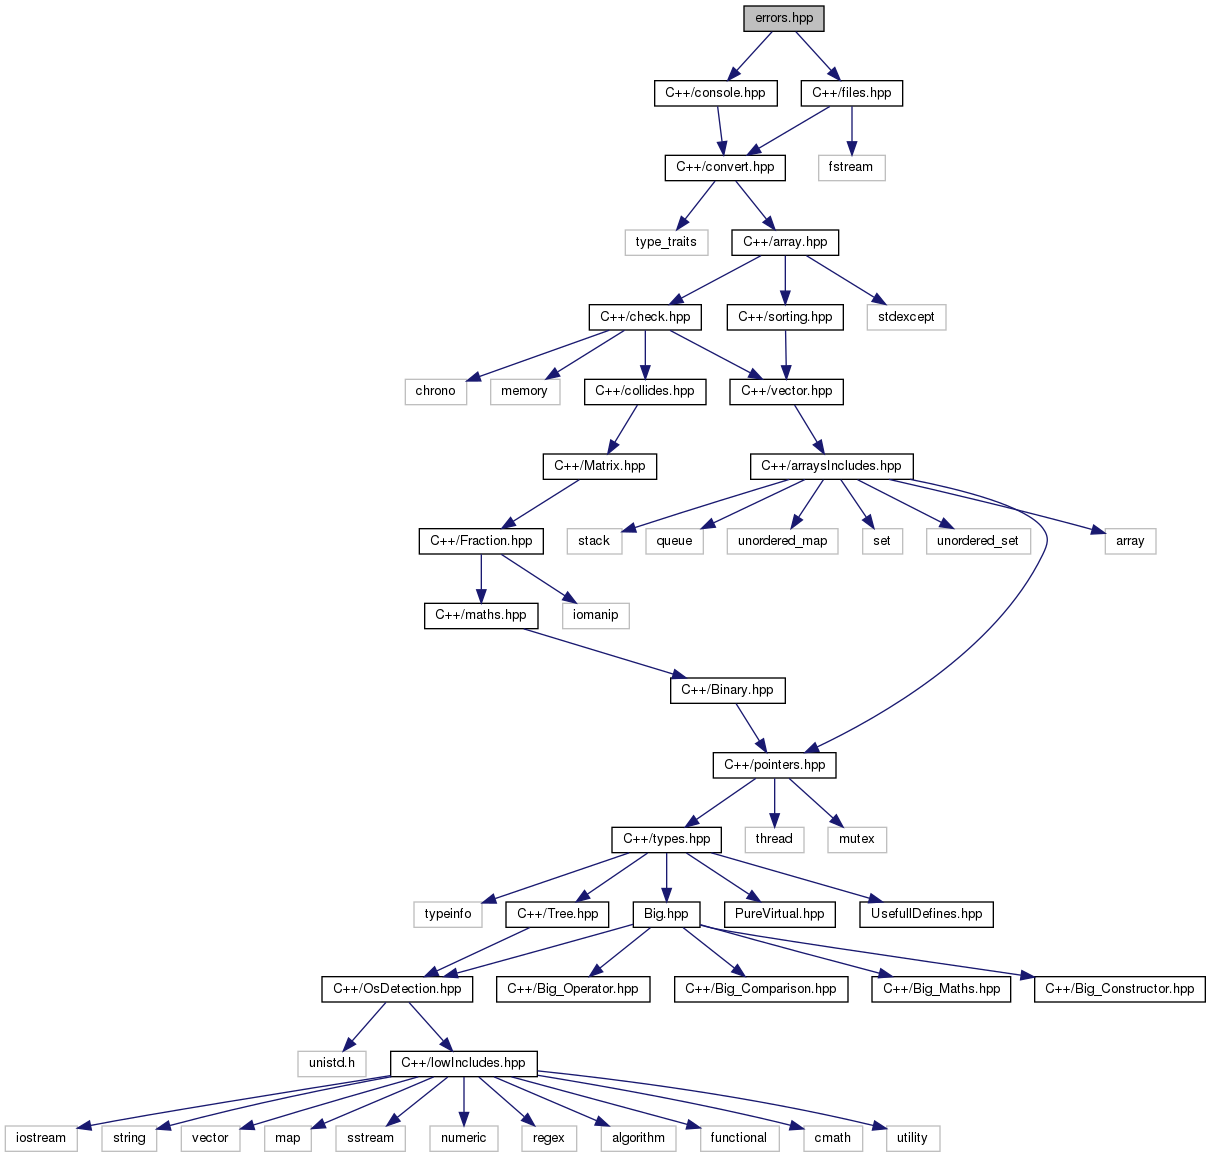 errors.hpp
C++/console.hpp
C++/files.hpp
C++/convert.hpp
fstream
type_traits
C++/array.hpp
C++/check.hpp
C++/sorting.hpp
stdexcept
chrono
memory
C++/collides.hpp
C++/vector.hpp
C++/Matrix.hpp
C++/arraysIncludes.hpp
C++/Fraction.hpp
stack
queue
unordered_map
set
unordered_set
array
C++/maths.hpp
iomanip
C++/Binary.hpp
C++/pointers.hpp
C++/types.hpp
thread
mutex
typeinfo
C++/Tree.hpp
Big.hpp
PureVirtual.hpp
UsefullDefines.hpp
C++/OsDetection.hpp
C++/Big_Operator.hpp
C++/Big_Comparison.hpp
C++/Big_Maths.hpp
C++/Big_Constructor.hpp
unistd.h
C++/lowIncludes.hpp
iostream
string
vector
map
sstream
numeric
regex
algorithm
functional
cmath
utility